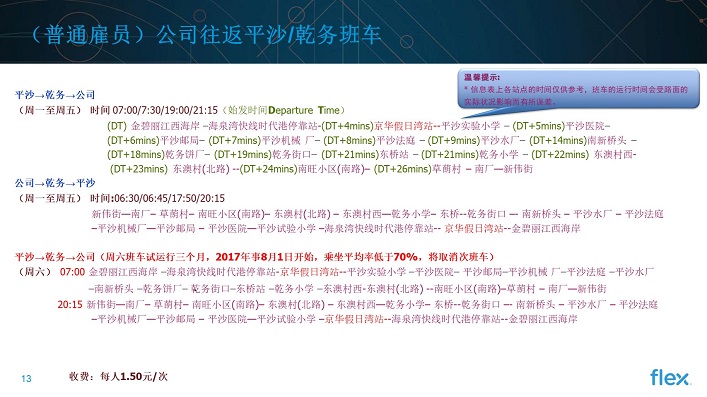 （普通雇员）公司往返平沙/乾务班车
温馨提示:
* 信息表上各站点的时间仅供参考，班车的运行时间会受路面的
实际状况影响而有所误差。
平沙→乾务→公司
（周一至周五） 时间 07:00/7:30/19:00/21:15（始发时间Departure Time）
(DT) 金碧丽江西海岸 –海泉湾快线时代港停靠站-(DT+4mins)京华假日湾站--平沙实验小学 – (DT+5mins)平沙医院–
(DT+6mins)平沙邮局– (DT+7mins)平沙机械 厂– (DT+8mins)平沙法庭 – (DT+9mins)平沙水厂– (DT+14mins)南新桥头 –
(DT+18mins)乾务饼厂– (DT+19mins)乾务街口– (DT+21mins)东桥站 – (DT+21mins)乾务小学 – (DT+22mins) 东澳村西-
(DT+23mins) 东澳村(北路) --(DT+24mins)南旺小区(南路)– (DT+26mins)草蓢村 – 南厂—新伟街
公司→乾务→平沙
（周一至周五） 时间:06:30/06:45/17:50/20:15
新伟街—南厂– 草蓢村– 南旺小区(南路)– 东澳村(北路) – 东澳村西—乾务小学– 东桥--乾务街口 –- 南新桥头 – 平沙水厂 – 平沙法庭
–平沙机械厂—平沙邮局 – 平沙医院—平沙试验小学 –海泉湾快线时代港停靠站-- 京华假日湾站--金碧丽江西海岸
平沙→乾务→公司（周六班车试运行三个月，2017年事8月1日开始，乘坐平均率低于70%，将取消次班车）
（周六） 07:00 金碧丽江西海岸 –海泉湾快线时代港停靠站-京华假日湾站--平沙实验小学 –平沙医院– 平沙邮局–平沙机械 厂–平沙法庭 –平沙水厂
–南新桥头 –乾务饼厂– 乾务街口–东桥站 –乾务小学 –东澳村西-东澳村(北路) --南旺小区(南路)–草蓢村 – 南厂—新伟街
20:15 新伟街—南厂– 草蓢村– 南旺小区(南路)– 东澳村(北路) – 东澳村西—乾务小学– 东桥--乾务街口 –- 南新桥头 – 平沙水厂 – 平沙法庭
–平沙机械厂—平沙邮局 – 平沙医院—平沙试验小学 –京华假日湾站--海泉湾快线时代港停靠站--金碧丽江西海岸
13
收费：每人1.50元/次
flex